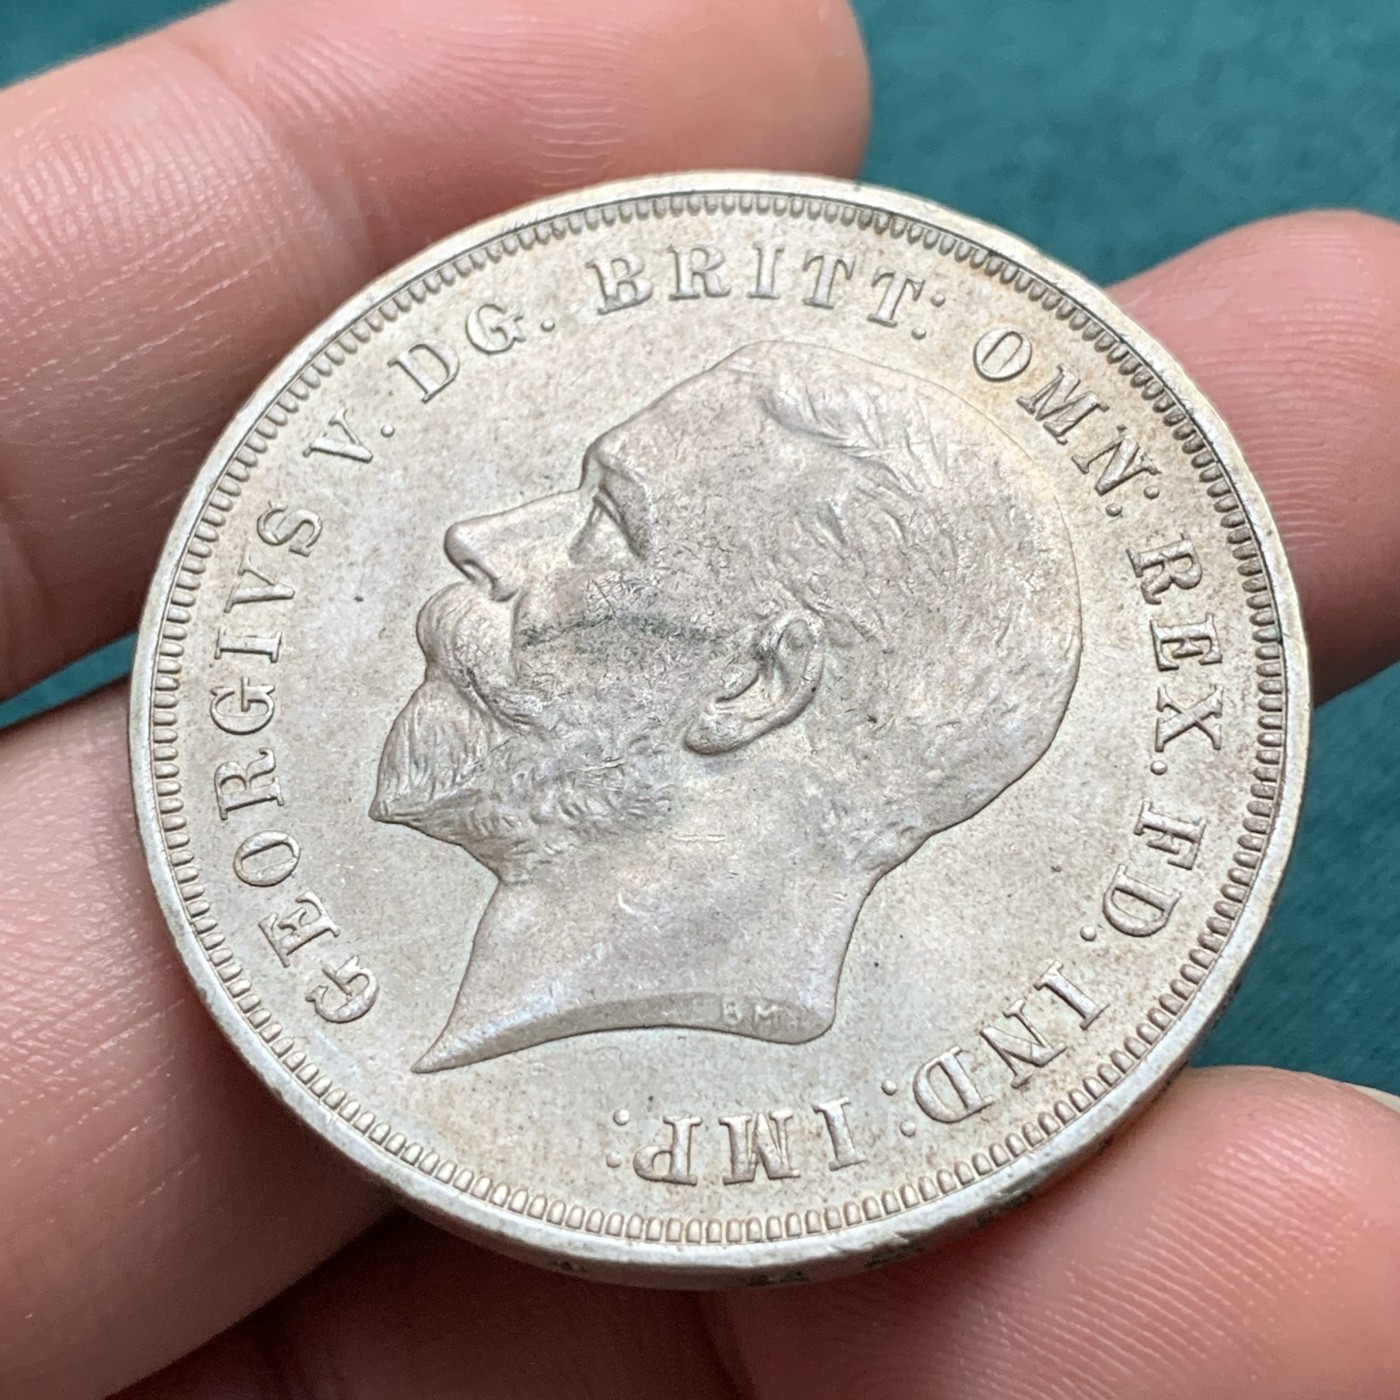 GEORGIVS V. DG. BRITT: OMN: REX. FD. IND: IMP:
BM